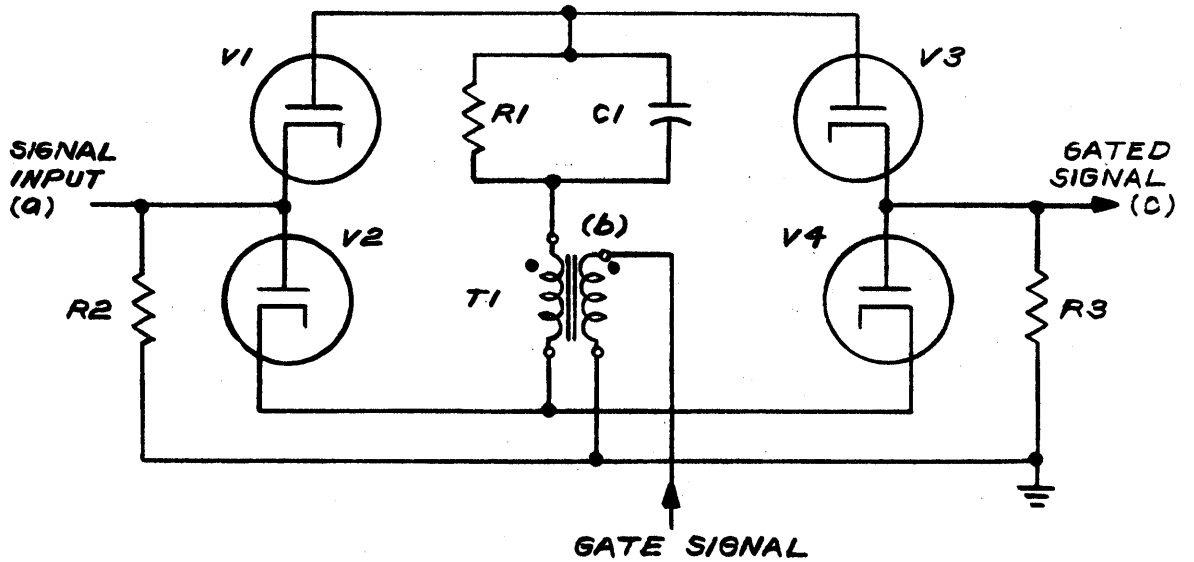 V1
V3
R1
C1
SIGNAL
INPUT
(a)
GATED
SIGNAL
(C)
V2
(b)
V4
R2
T1
R3
GATE SIGNAL